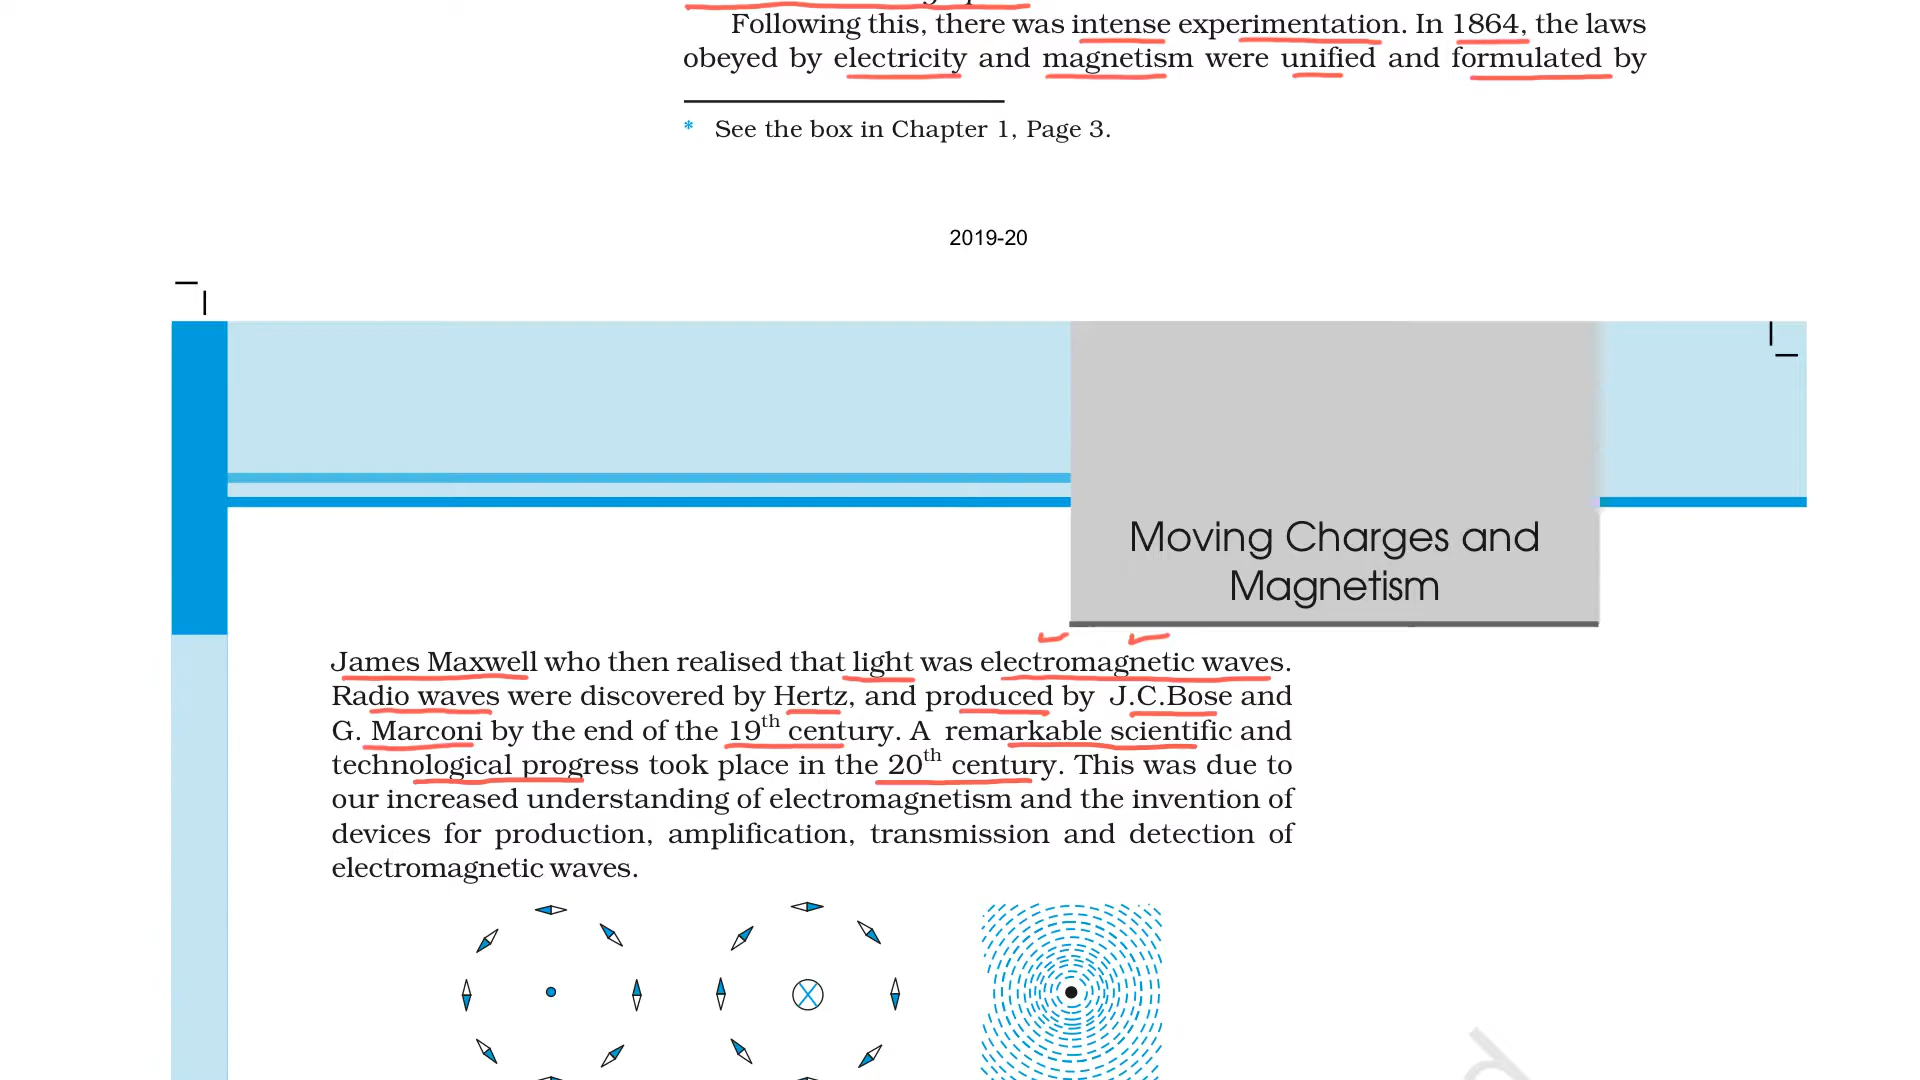 Following this, there was intense experimentation. In 1864, the laws
obeyed by electricity and magnetism were unified and formulated by
* See the box in Chapter 1, Page 3.
2019-20
Moving Charges and
Magnetism
James Maxwell who then realised that light was electromagnetic waves.
Radio waves were discovered by Hertz, and produced by J.C.Bose and
G. Marconi by the end of the 19th century. A remarkable scientific and
technological progress took place in the 20th century. This was due to
our increased understanding of electromagnetism and the invention of
devices for production, amplification, transmission and detection of
electromagnetic waves.